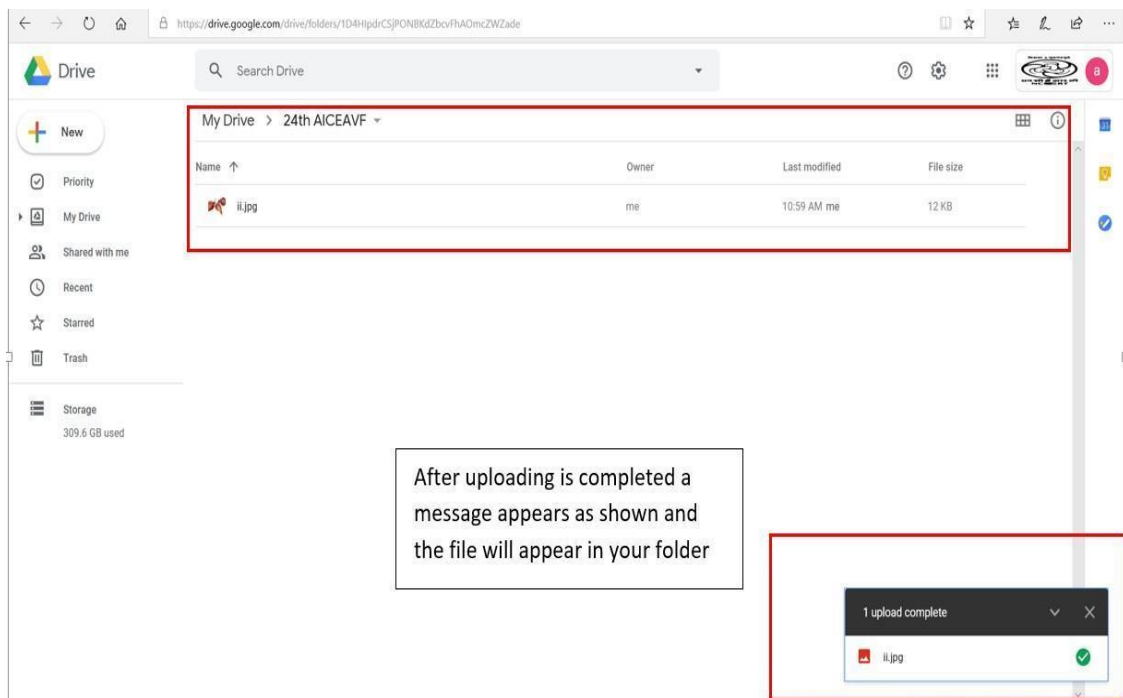 https://drive.google.com/drive/folders/1D4HIpdrCSjPONBKdZbcvFhAOmcZWZade
Drive
Search Drive
a
New
My Drive > 24th AICEAVF
Name
Owner
Last modified
File size
ii.jpg
me
10:59 AM me
12 KB
Priority
My Drive
Shared with me
Recent
Starred
Trash
Storage
309.6 GB used
31
After uploading is completed a
message appears as shown and
the file will appear in your folder
1 upload complete
ii.jpg